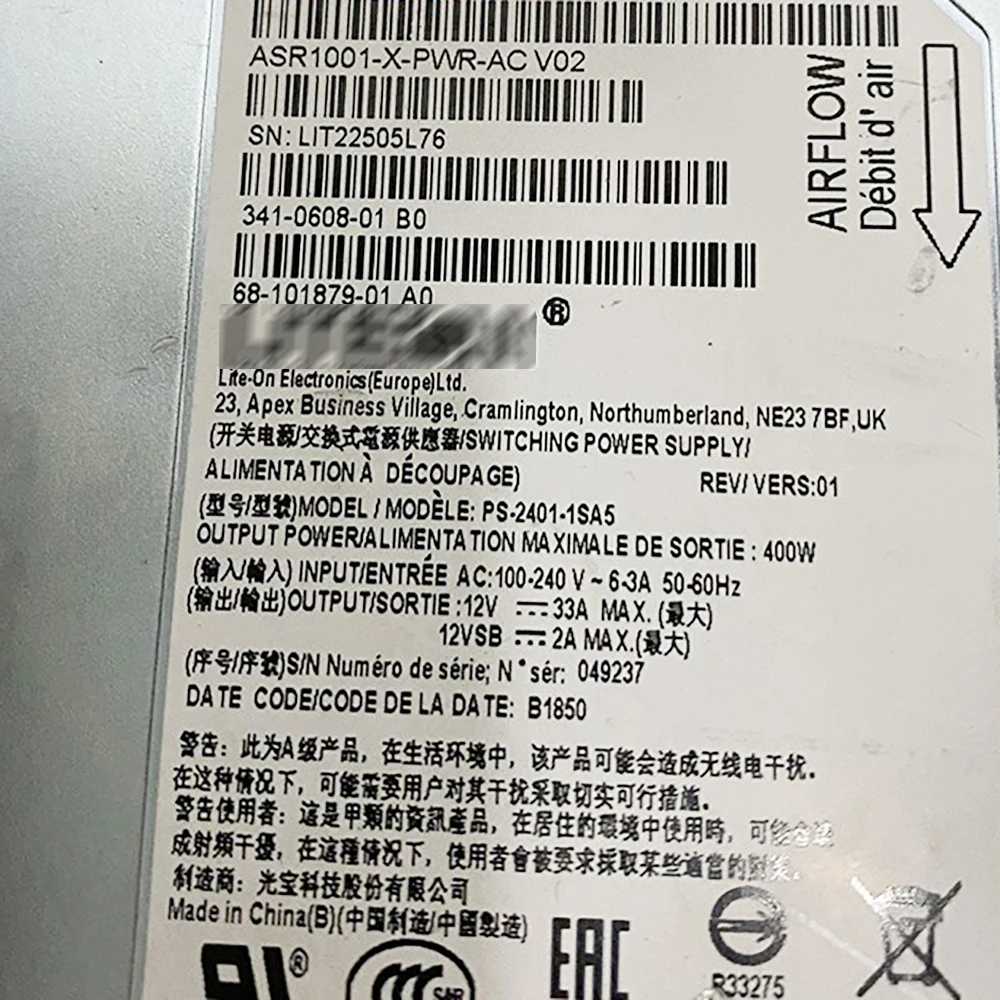 ASR1001-X-PWR-AC V02
SN: LIT22505L76
341-0608-01 B0
68-101879-01 A0
®
AIRFLOW
Débit d' air
Lite-On Electronics(Europe)Ltd.
23, Apex Business Village, Cramlington, Northumberland, NE23 7BF,UK
(开关电源/交換式電源供應器/SWITCHING POWER SUPPLY/
ALIMENTATION À DÉCOUPAGE)
REV/ VERS:01
(型号/型號)MODEL / MODÈLE: PS-2401-1SA5
OUTPUT POWER/ALIMENTATION MAXIMALE DE SORTIE : 400W
(输入/輸入) INPUT/ENTRÉE AC:100-240 V ~ 6-3A 50-60Hz
(输出/輸出)OUTPUT/SORTIE :12V ⎓ 33A MAX. (最大)
12VSB ⎓ 2A MAX.(最大)
(序号/序號)S/N Numéro de série; N° sér: 049237
DATE CODE/CODE DE LA DATE: B1850
警告: 此为A级产品, 在生活环境中, 该产品可能会造成无线电干扰.
在这种情况下, 可能需要用户对其干扰采取切实可行措施.
警告使用者: 這是甲類的資訊產品, 在居住的環境中使用時, 可能會造
成射頻干擾, 在這種情況下, 使用者會被要求採取某些適當的對策.
制造商: 光宝科技股份有限公司
Made in China(B)(中国制造/中國製造)
®
EAC
R33275